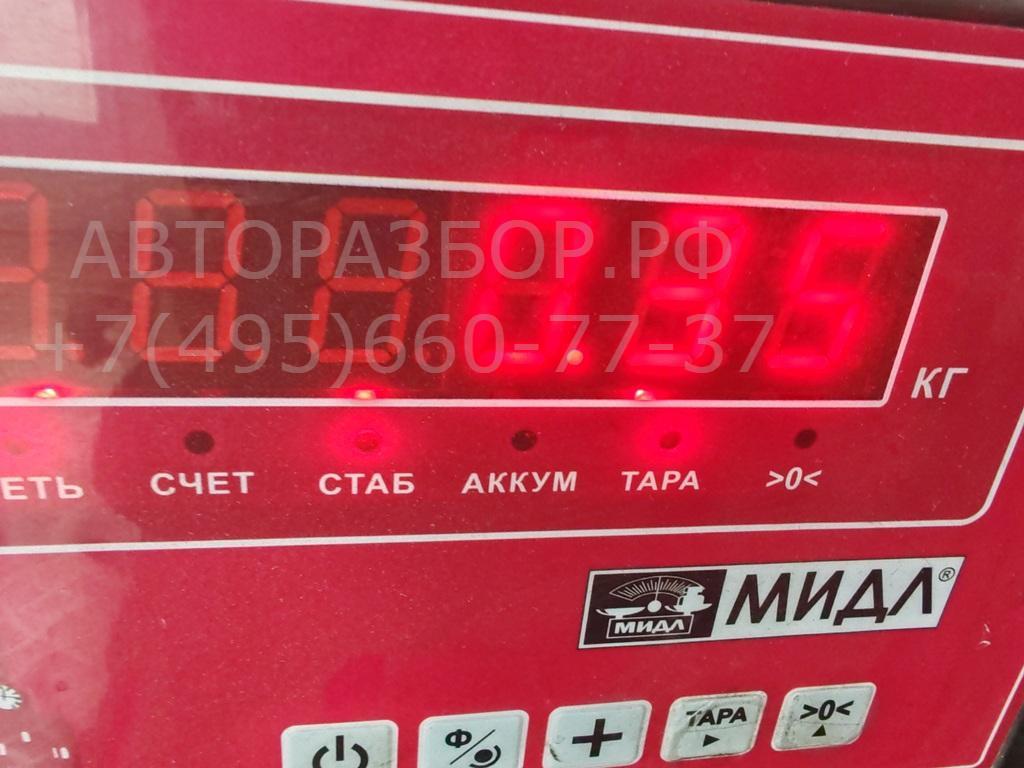 АВТОРАЗБОР.РФ
+7(495)660-77-37
КГ
ЕТЬ СЧЕТ СТАБ АККУМ ТАРА >0<
МИДЛ МИДЛ®
Ф + ТАРА >0<